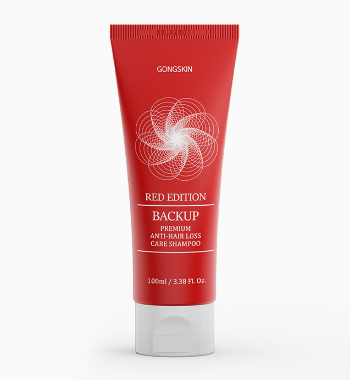 GONGSKIN
RED EDITION
BACKUP
PREMIUM
ANTI-HAIR LOSS
CARE SHAMPOO
100ml / 3.38 Fl. Oz.